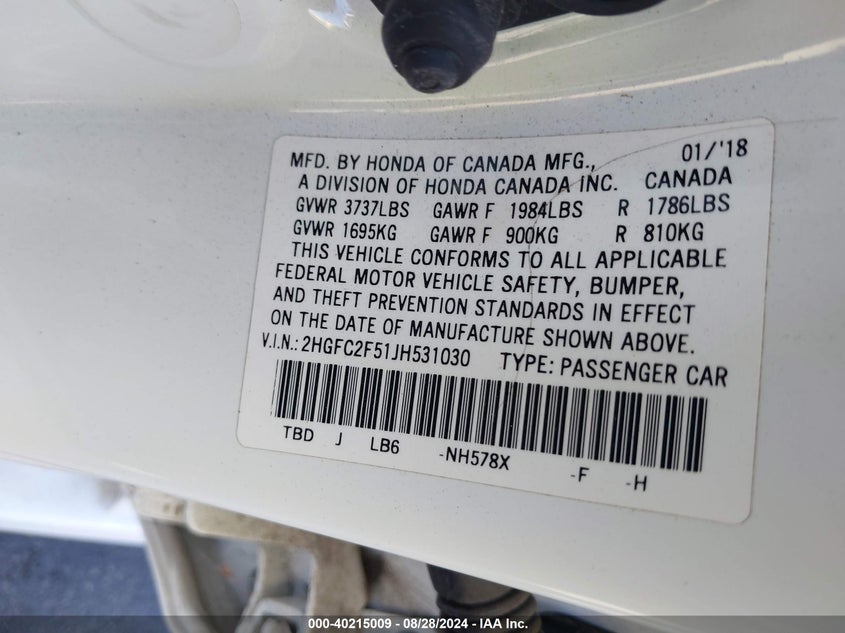 MFD. BY HONDA OF CANADA MFG., 01/'18
A DIVISION OF HONDA CANADA INC. CANADA
GVWR 3737LBS GAWR F 1984LBS R 1786LBS
GVWR 1695KG GAWR F 900KG R 810KG
THIS VEHICLE CONFORMS TO ALL APPLICABLE
FEDERAL MOTOR VEHICLE SAFETY, BUMPER,
AND THEFT PREVENTION STANDARDS IN EFFECT
ON THE DATE OF MANUFACTURE SHOWN ABOVE.
V.I.N.: 2HGFC2F51JH531030 TYPE: PASSENGER CAR
TBD J LB6 -NH578X -F -H
000-40215009 - 08/28/2024 - IAA Inc.